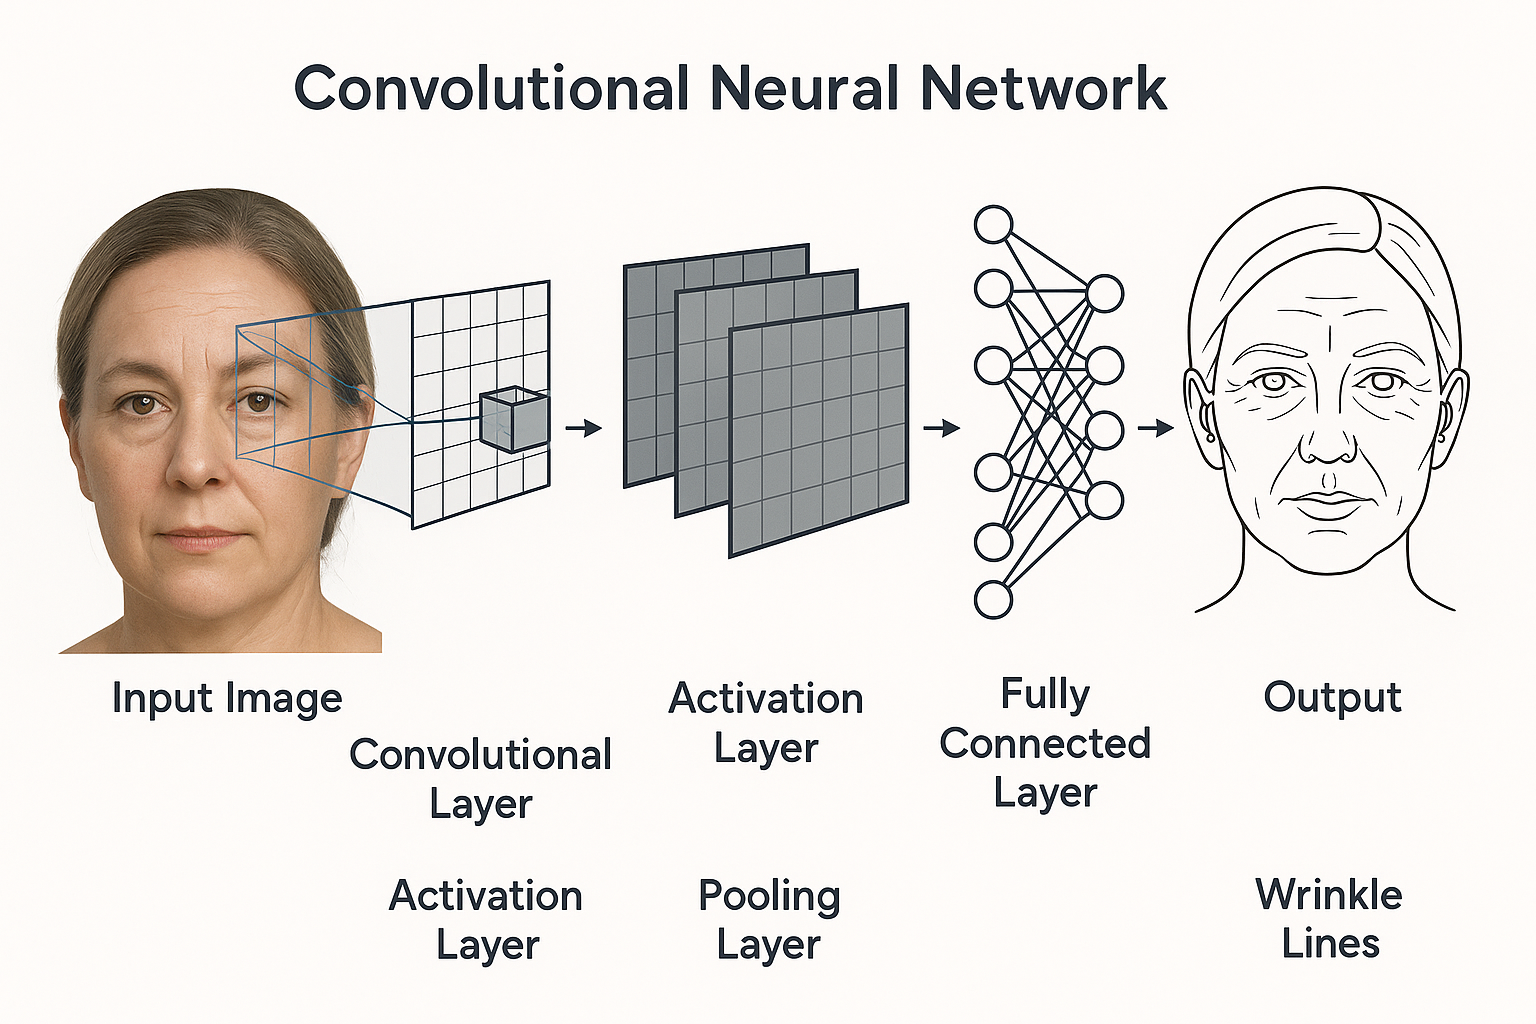 Convolutional Neural Network
Input Image
Convolutional
Layer
Activation
Layer
Fully
Connected
Layer
Output
Activation
Layer
Pooling
Layer
Wrinkle
Lines